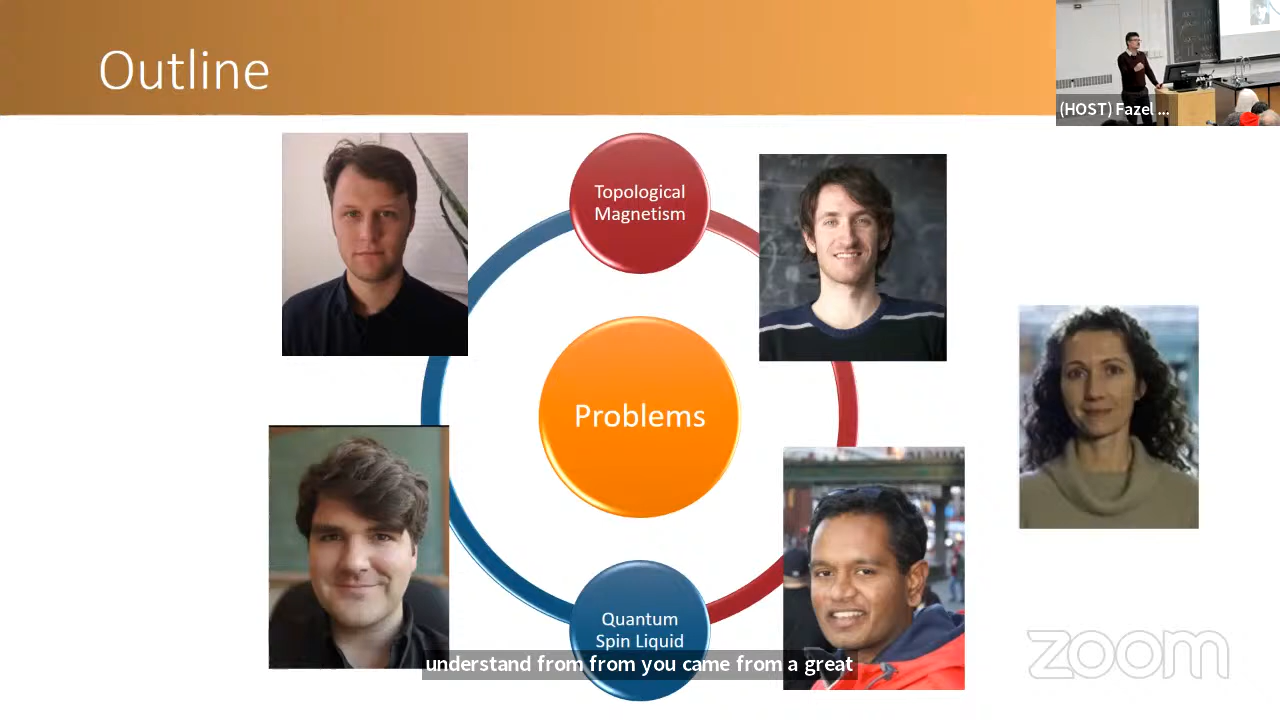 Outline
(HOST) Fazel ...
Topological
Magnetism
Problems
Quantum
Spin Liquid
understand from from you came from a great
zoom